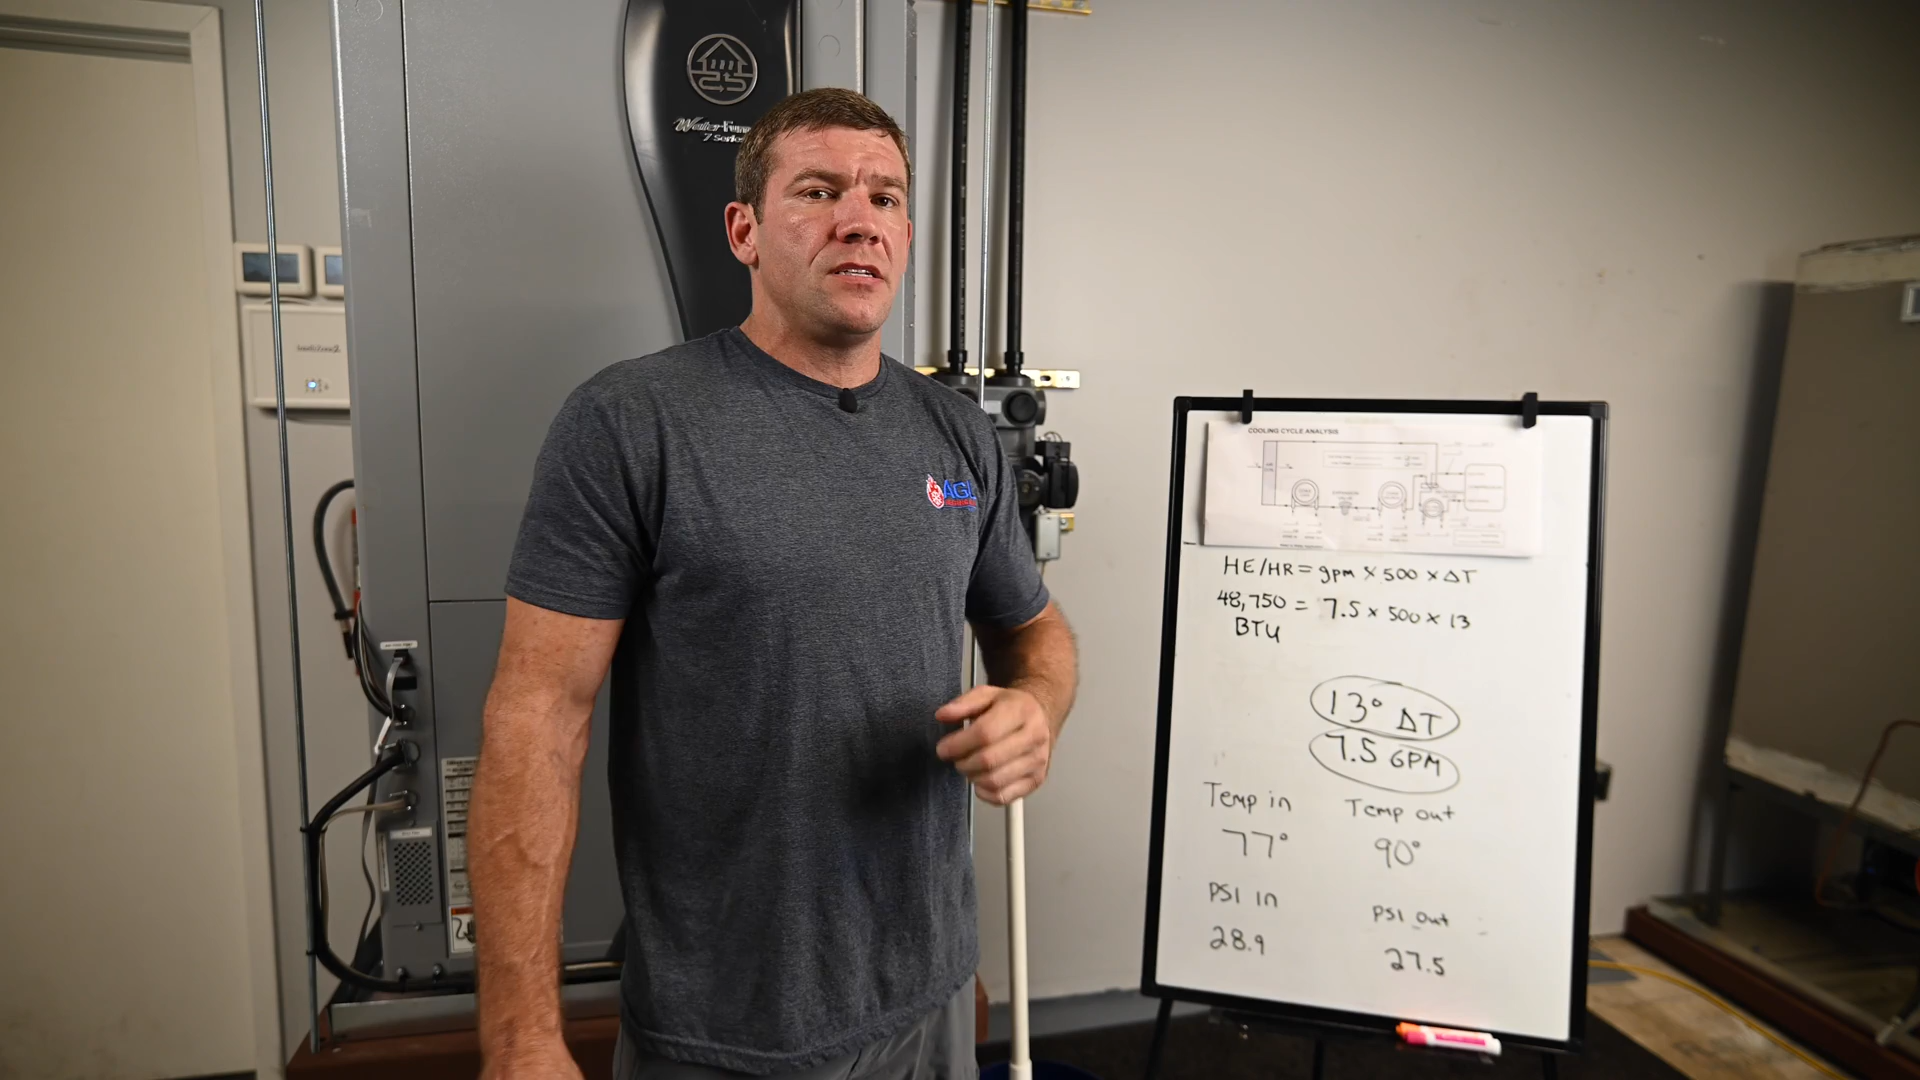 7 Series
AGL
COOLING CYCLE ANALYSIS
HE/HR = gpm × 500 × ΔT
48,750 = 7.5 × 500 × 13
BTU
13° ΔT
7.5 GPM
Temp in
Temp out
77°
90°
PSI in
PSI out
28.9
27.5